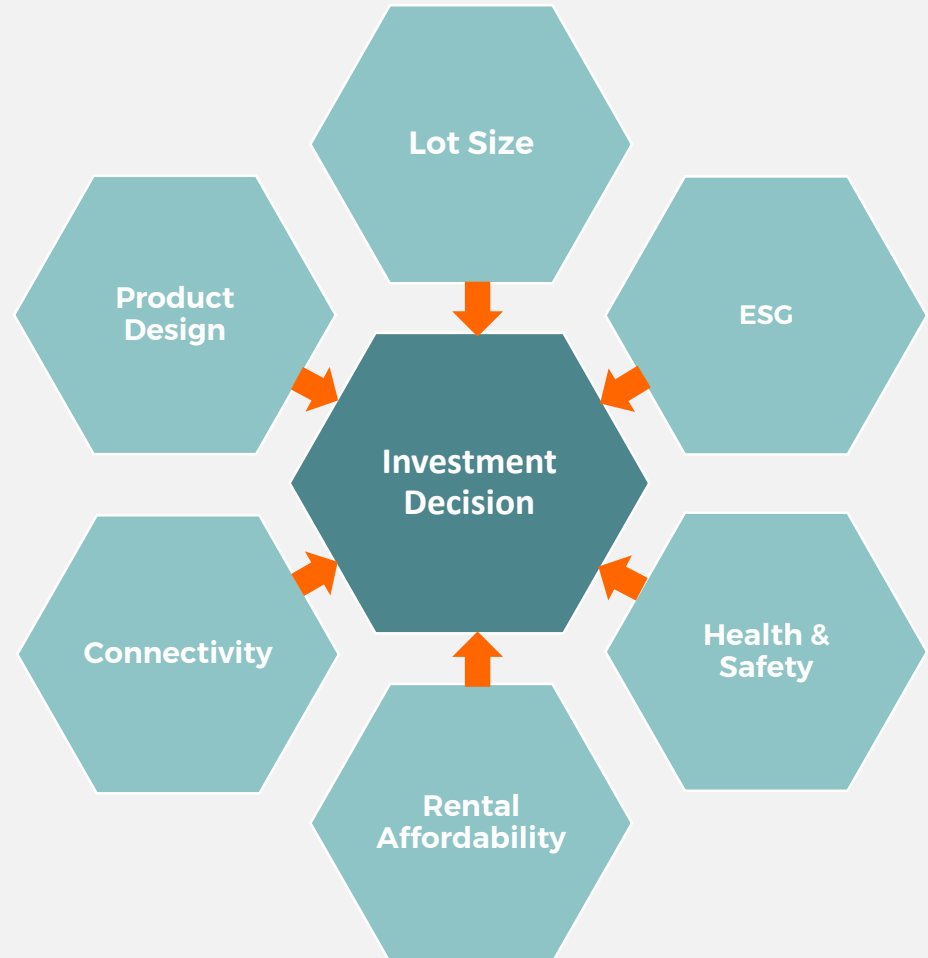 Lot Size
Product
Design
ESG
Investment
Decision
Connectivity
Health &
Safety
Rental
Affordability